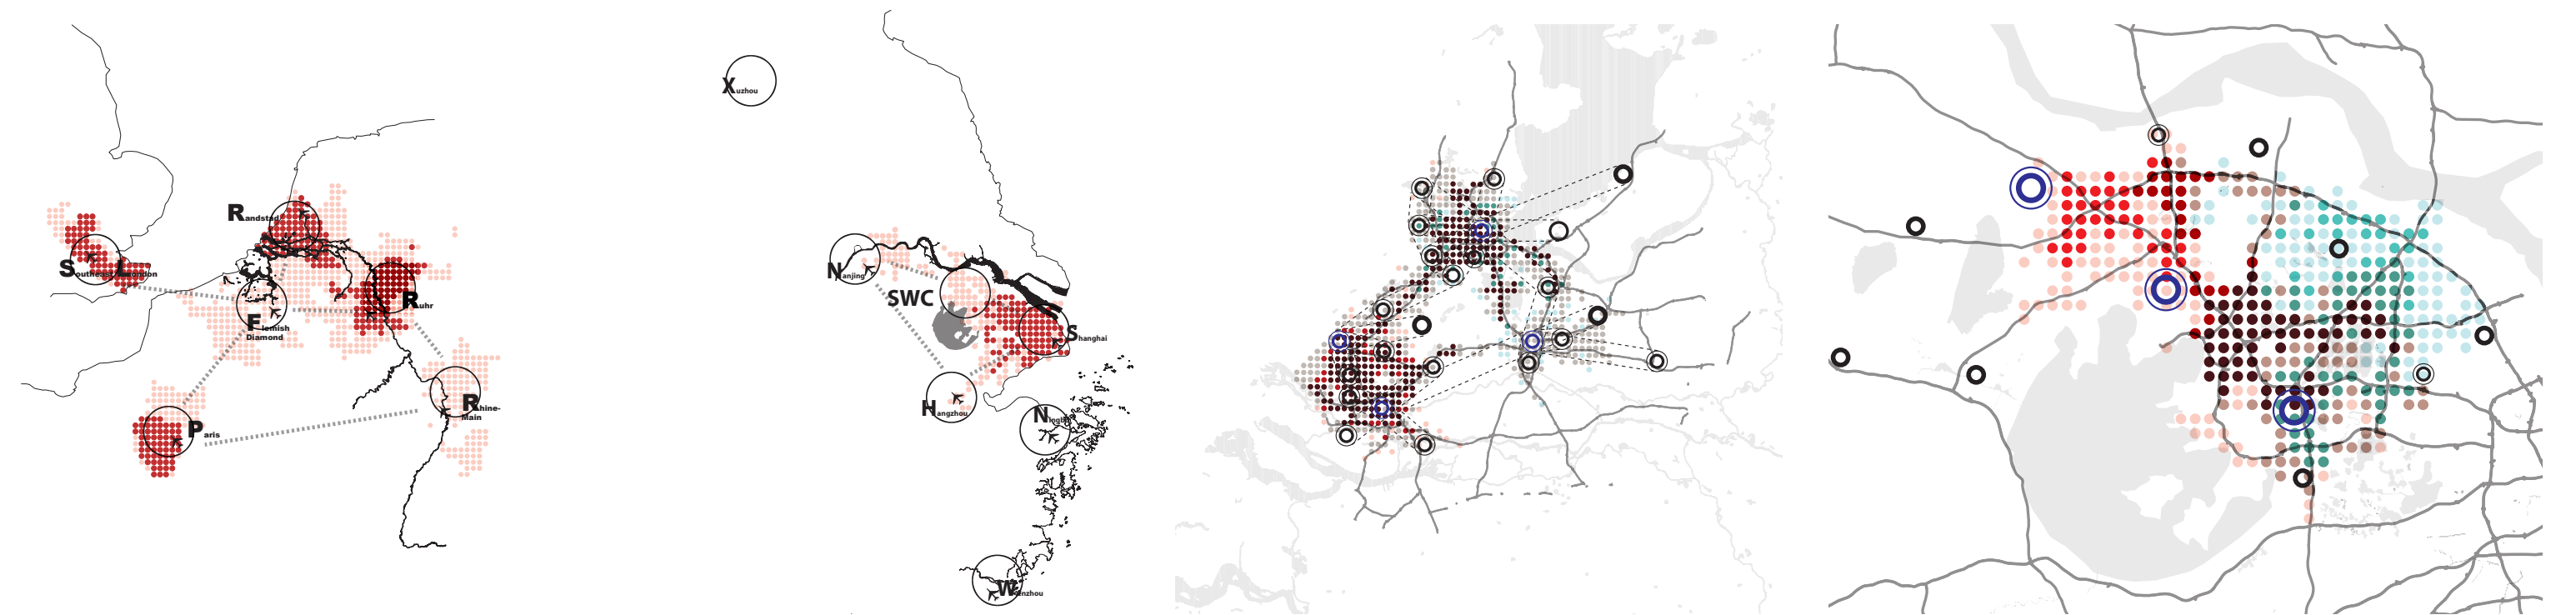 Randstad
Southeast London
Ruhr
Flemish
Diamond
Rhine-
Main
Paris
Xuzhou
Nanjing
SWC
Shanghai
Hangzhou
Ningbo
Wenzhou